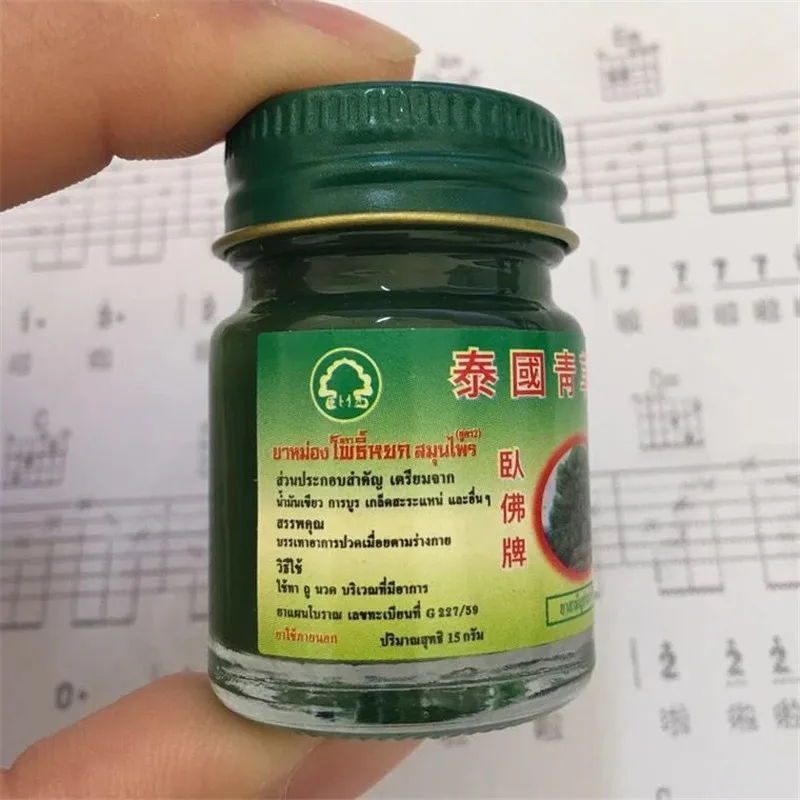 泰國青草
臥佛牌
ยาหม่อง โพธิ์หยก สมุนไพร (สูตร2)
ส่วนประกอบสำคัญ เตรียมจาก
น้ำมันเขียว การบูร เกล็ดสะระแหน่ และอื่น ๆ
สรรพคุณ
บรรเทาอาการปวดเมื่อยตามร่างกาย
วิธีใช้
ใช้ทา ถู นวด บริเวณที่มีอาการ
ยาแผนโบราณ เลขทะเบียนที่ G 227/59
ยาใช้ภายนอก ปริมาณสุทธิ 15 กรัม